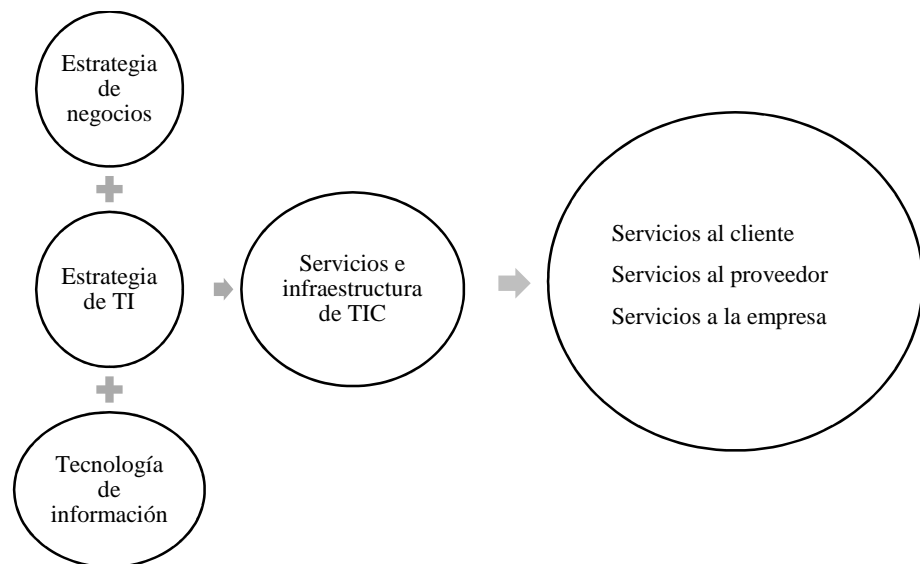 Estrategia
de
negocios
Estrategia
de TI
Tecnología
de
información
Servicios e
infraestructura
de TIC
Servicios al cliente
Servicios al proveedor
Servicios a la empresa